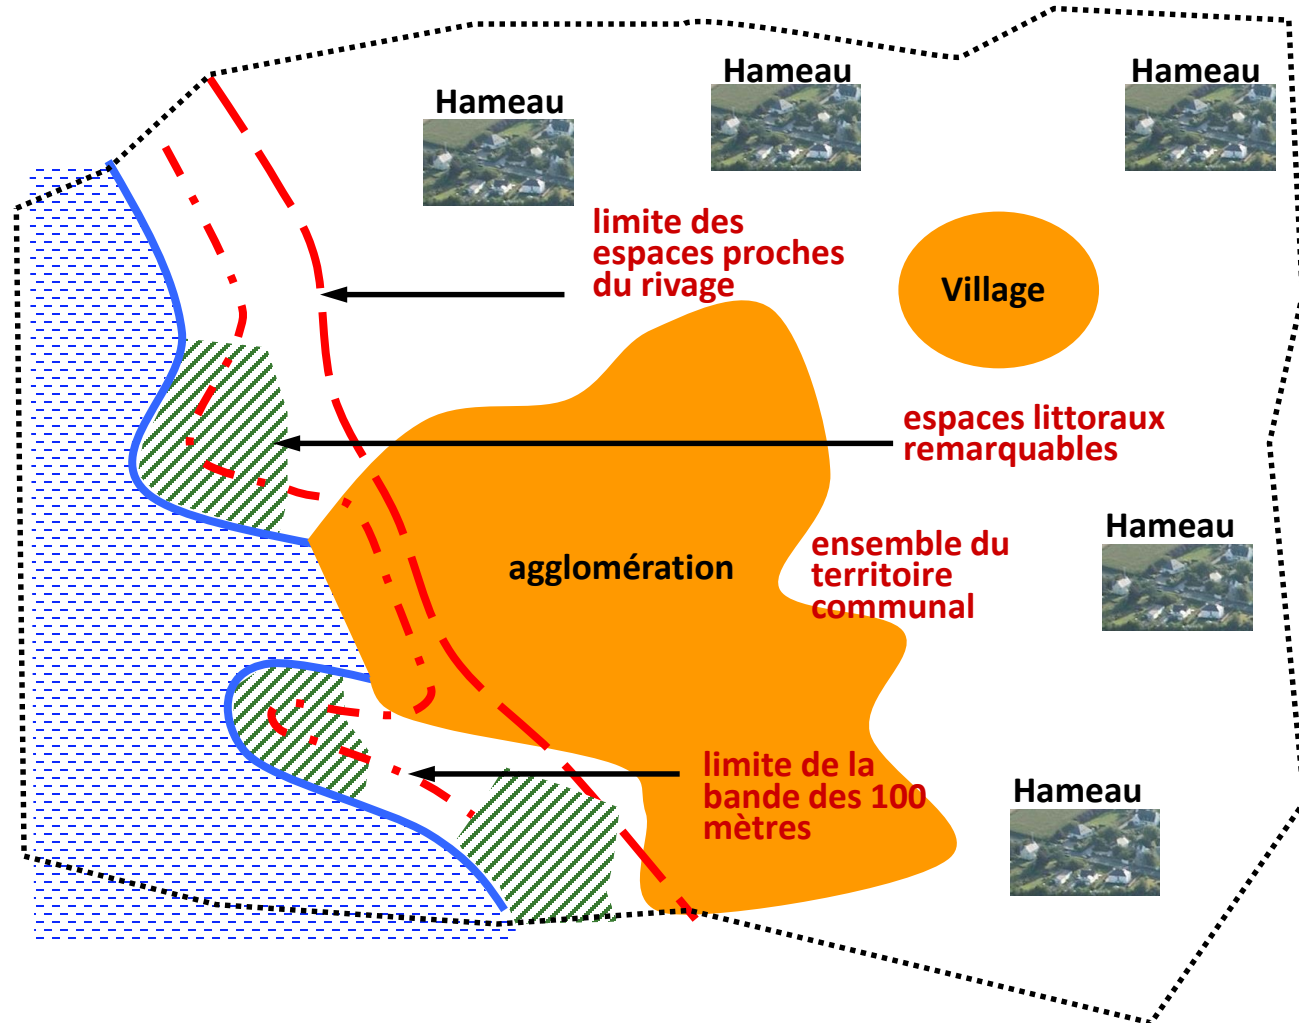 Hameau
Hameau
Hameau
limite des
espaces proches
du rivage
Village
espaces littoraux
remarquables
Hameau
ensemble du
territoire
communal
agglomération
limite de la
bande des 100
mètres
Hameau